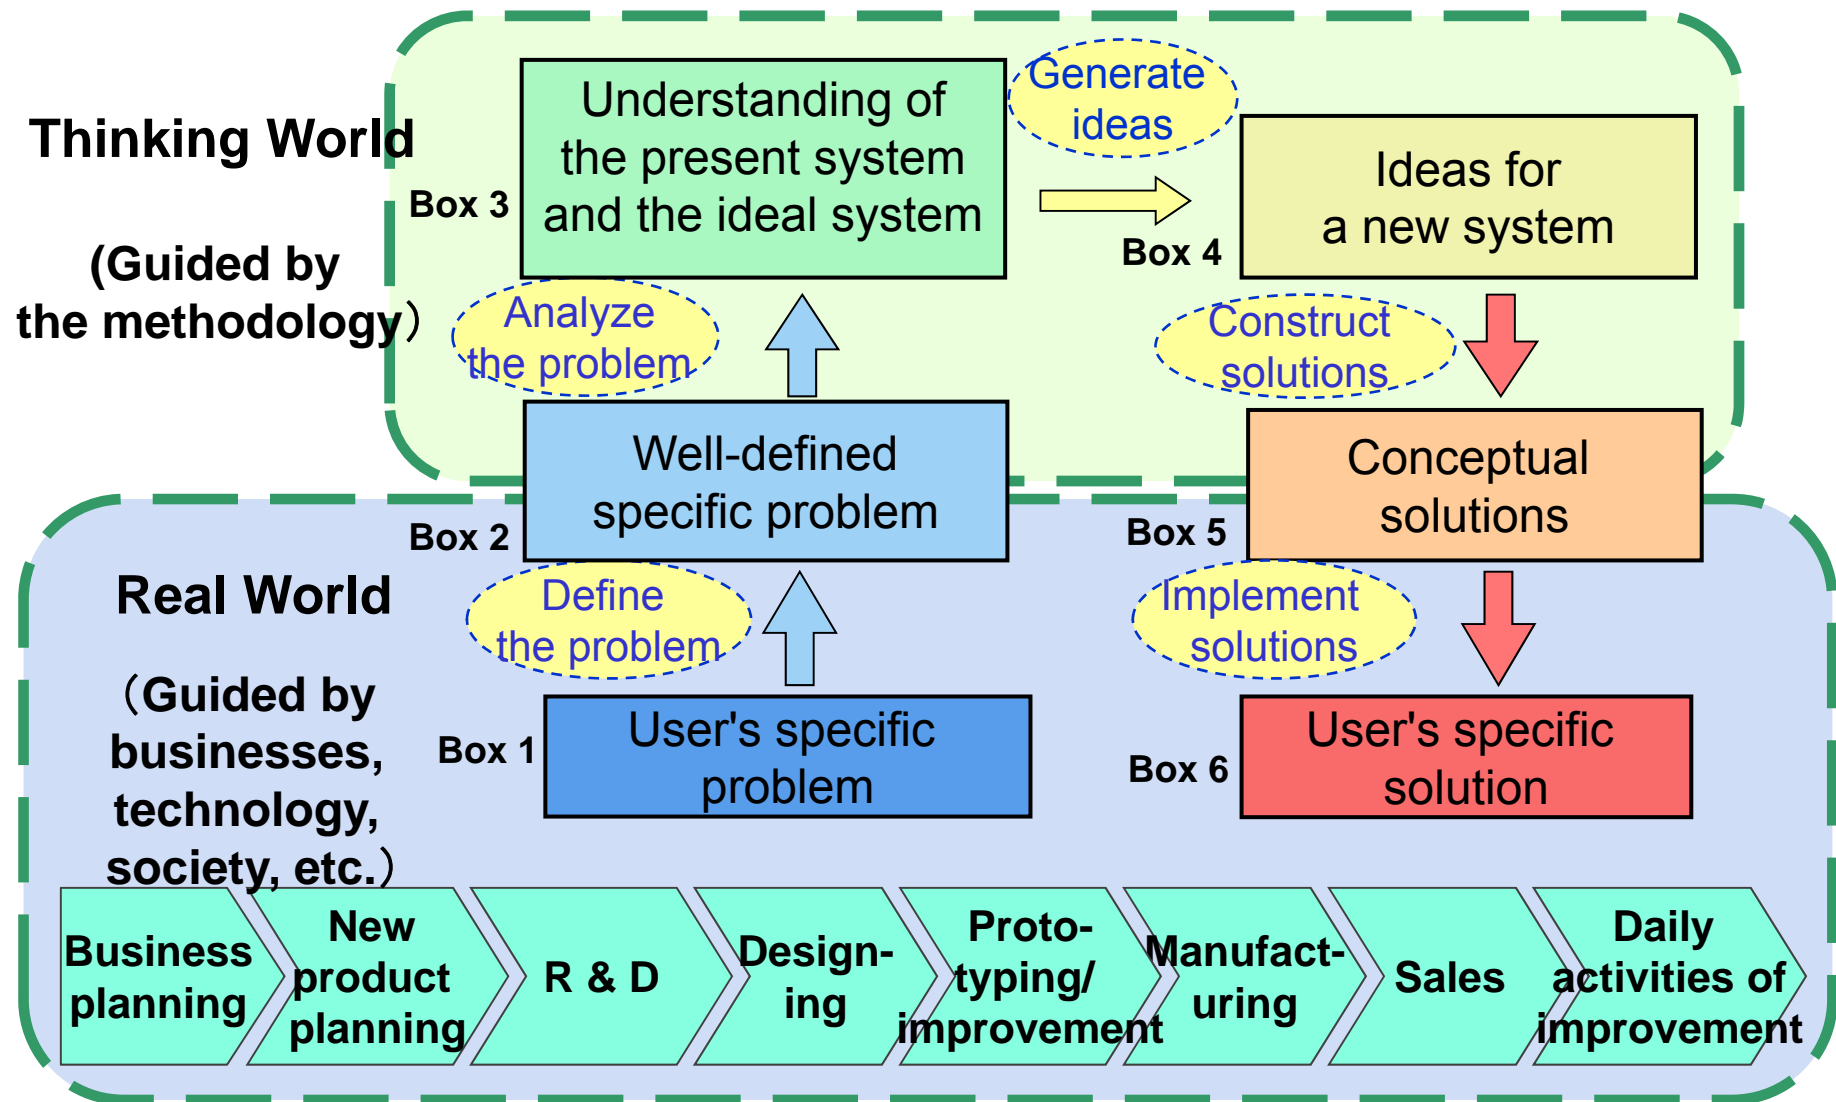 Thinking World
(Guided by
the methodology）
Box 3
Understanding of
the present system
and the ideal system
Generate
ideas
Box 4
Ideas for
a new system
Analyze
the problem
Construct
solutions
Box 2
Well-defined
specific problem
Box 5
Conceptual
solutions
Real World
（Guided by
businesses,
technology,
society, etc.）
Define
the problem
Implement
solutions
Box 1
User's specific
problem
Box 6
User's specific
solution
Business
planning
New
product
planning
R & D
Design-
ing
Proto-
typing/
improvement
Manufact-
uring
Sales
Daily
activities of
improvement